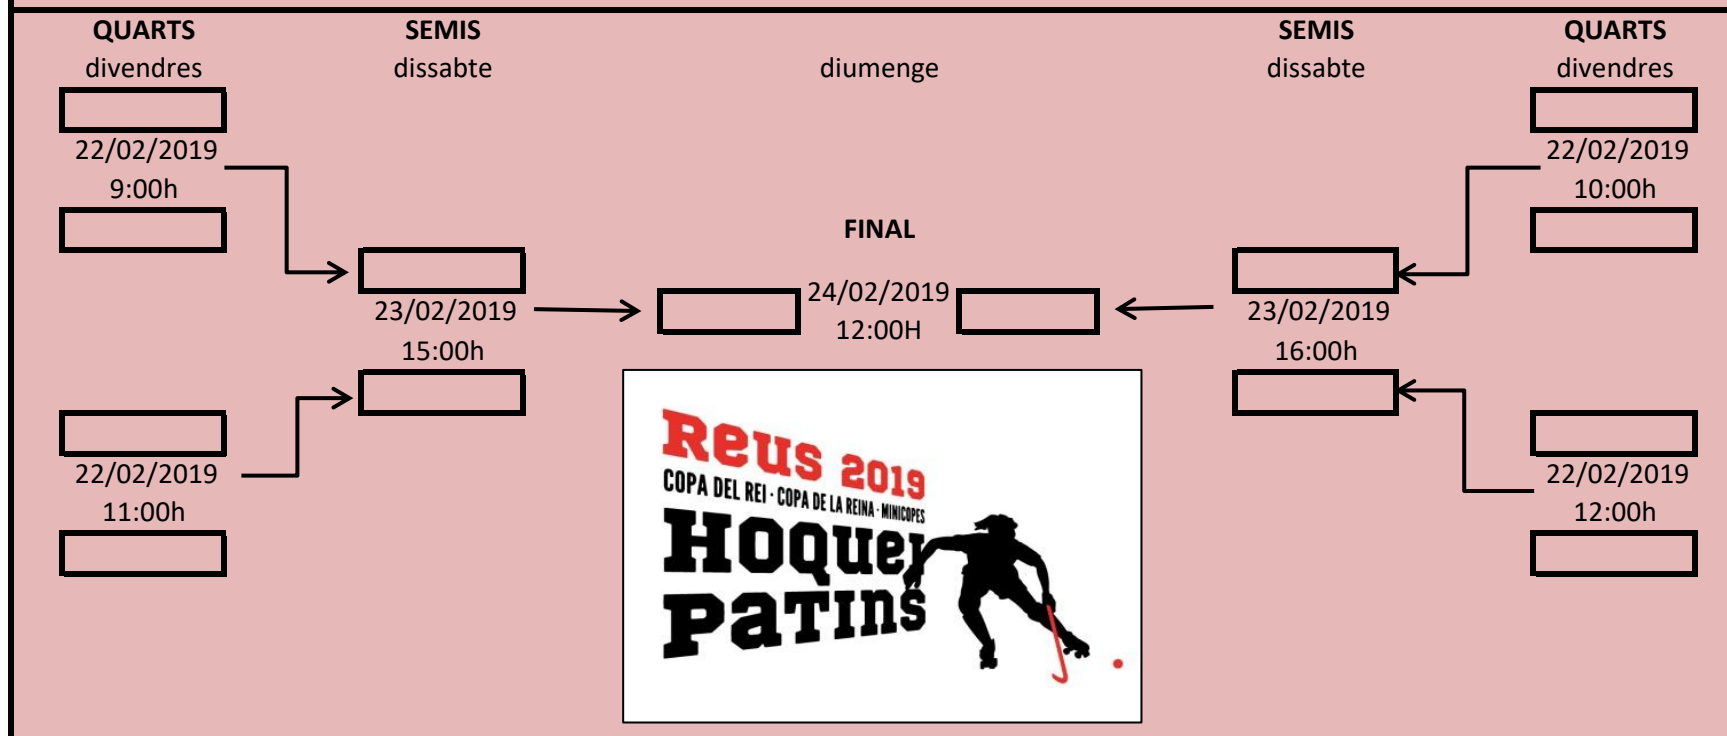 QUARTS SEMIS SEMIS QUARTS
divendres dissabte diumenge dissabte divendres
22/02/2019 22/02/2019
9:00h 10:00h
FINAL
24/02/2019
23/02/2019 23/02/2019
12:00H
15:00h 16:00h
22/02/2019 22/02/2019
11:00h 12:00h
Reus 2019
COPA DEL REI · COPA DE LA REINA · MINICOPES
HOQUEI
PATINS